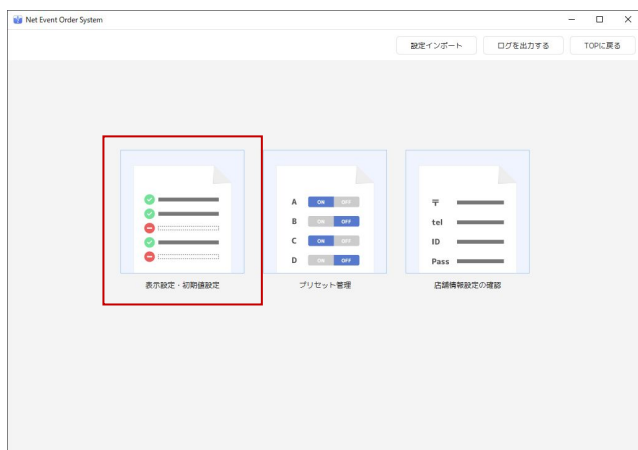 Net Event Order System
設定インポート
ログを出力する
TOPに戻る
A ON OFF
B ON OFF
C ON OFF
D ON OFF
〒
tel
ID
Pass
表示設定・初期値設定
プリセット管理
店舗情報設定の確認